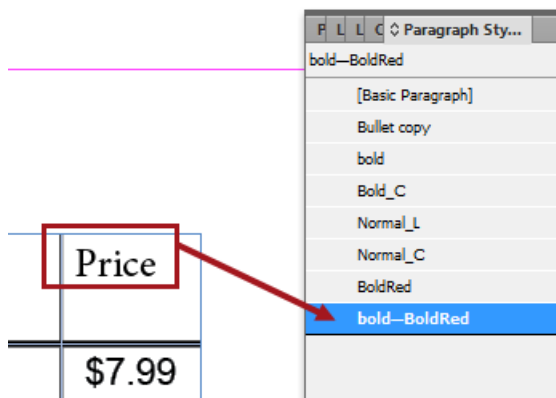 P L L C Paragraph Sty...
bold—BoldRed
[Basic Paragraph]
Bullet copy
bold
Bold_C
Normal_L
Normal_C
BoldRed
bold—BoldRed
Price
$7.99